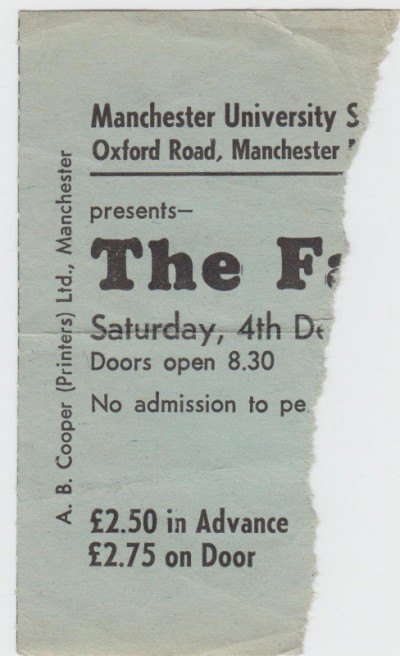 Manchester University S
Oxford Road, Manchester
presents—
The Fa
Saturday, 4th De
Doors open 8.30
No admission to pe
£2.50 in Advance
£2.75 on Door
A. B. Cooper (Printers) Ltd., Manchester